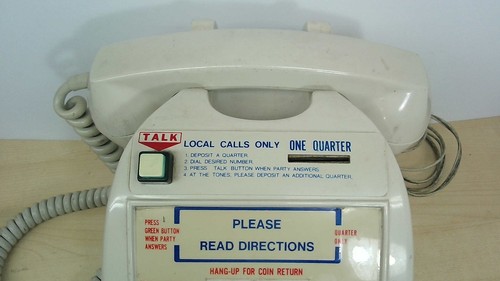 TALK
LOCAL CALLS ONLY ONE QUARTER
1. DEPOSIT A QUARTER.
2. DIAL DESIRED NUMBER.
3. PRESS TALK BUTTON WHEN PARTY ANSWERS.
4. AT THE TONES, PLEASE DEPOSIT AN ADDITIONAL QUARTER.
PRESS
GREEN BUTTON
WHEN PARTY
ANSWERS
PLEASE
READ DIRECTIONS
QUARTER
ONLY
HANG-UP FOR COIN RETURN